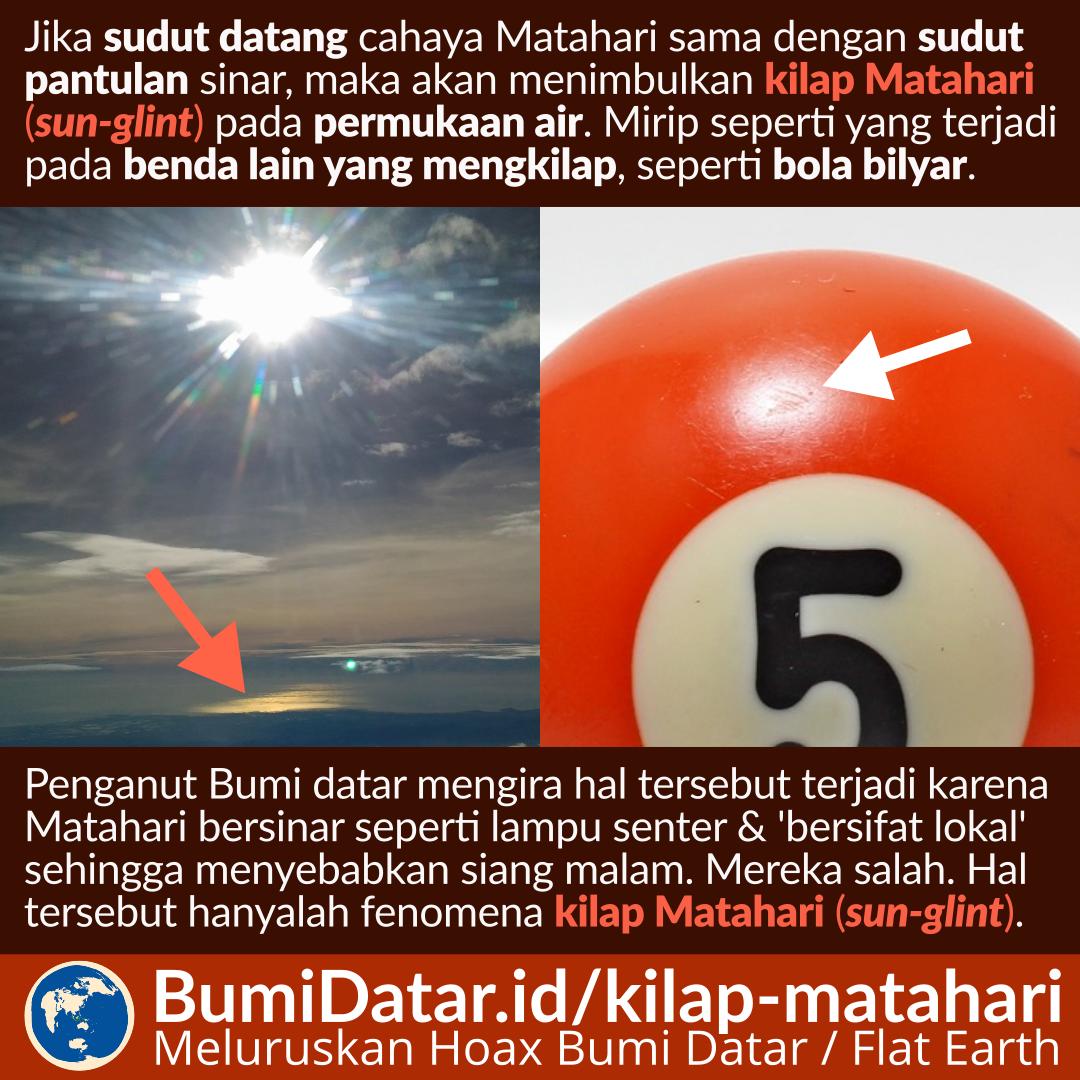 Jika sudut datang cahaya Matahari sama dengan sudut
pantulan sinar, maka akan menimbulkan kilap Matahari
(sun-glint) pada permukaan air. Mirip seperti yang terjadi
pada benda lain yang mengkilap, seperti bola bilyar.
5
Penganut Bumi datar mengira hal tersebut terjadi karena
Matahari bersinar seperti lampu senter & 'bersifat lokal'
sehingga menyebabkan siang malam. Mereka salah. Hal
tersebut hanyalah fenomena kilap Matahari (sun-glint).
BumiDatar.id/kilap-matahari
Meluruskan Hoax Bumi Datar / Flat Earth